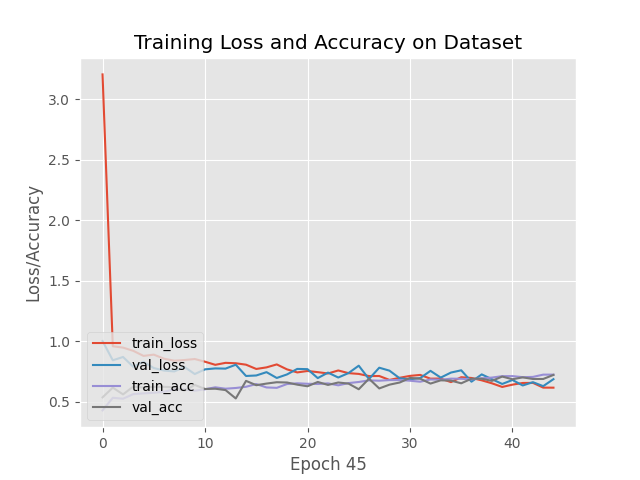 Training Loss and Accuracy on Dataset
Loss/Accuracy
3.0
2.5
2.0
1.5
1.0
0.5
train_loss
val_loss
train_acc
val_acc
0
10
20
30
40
Epoch 45